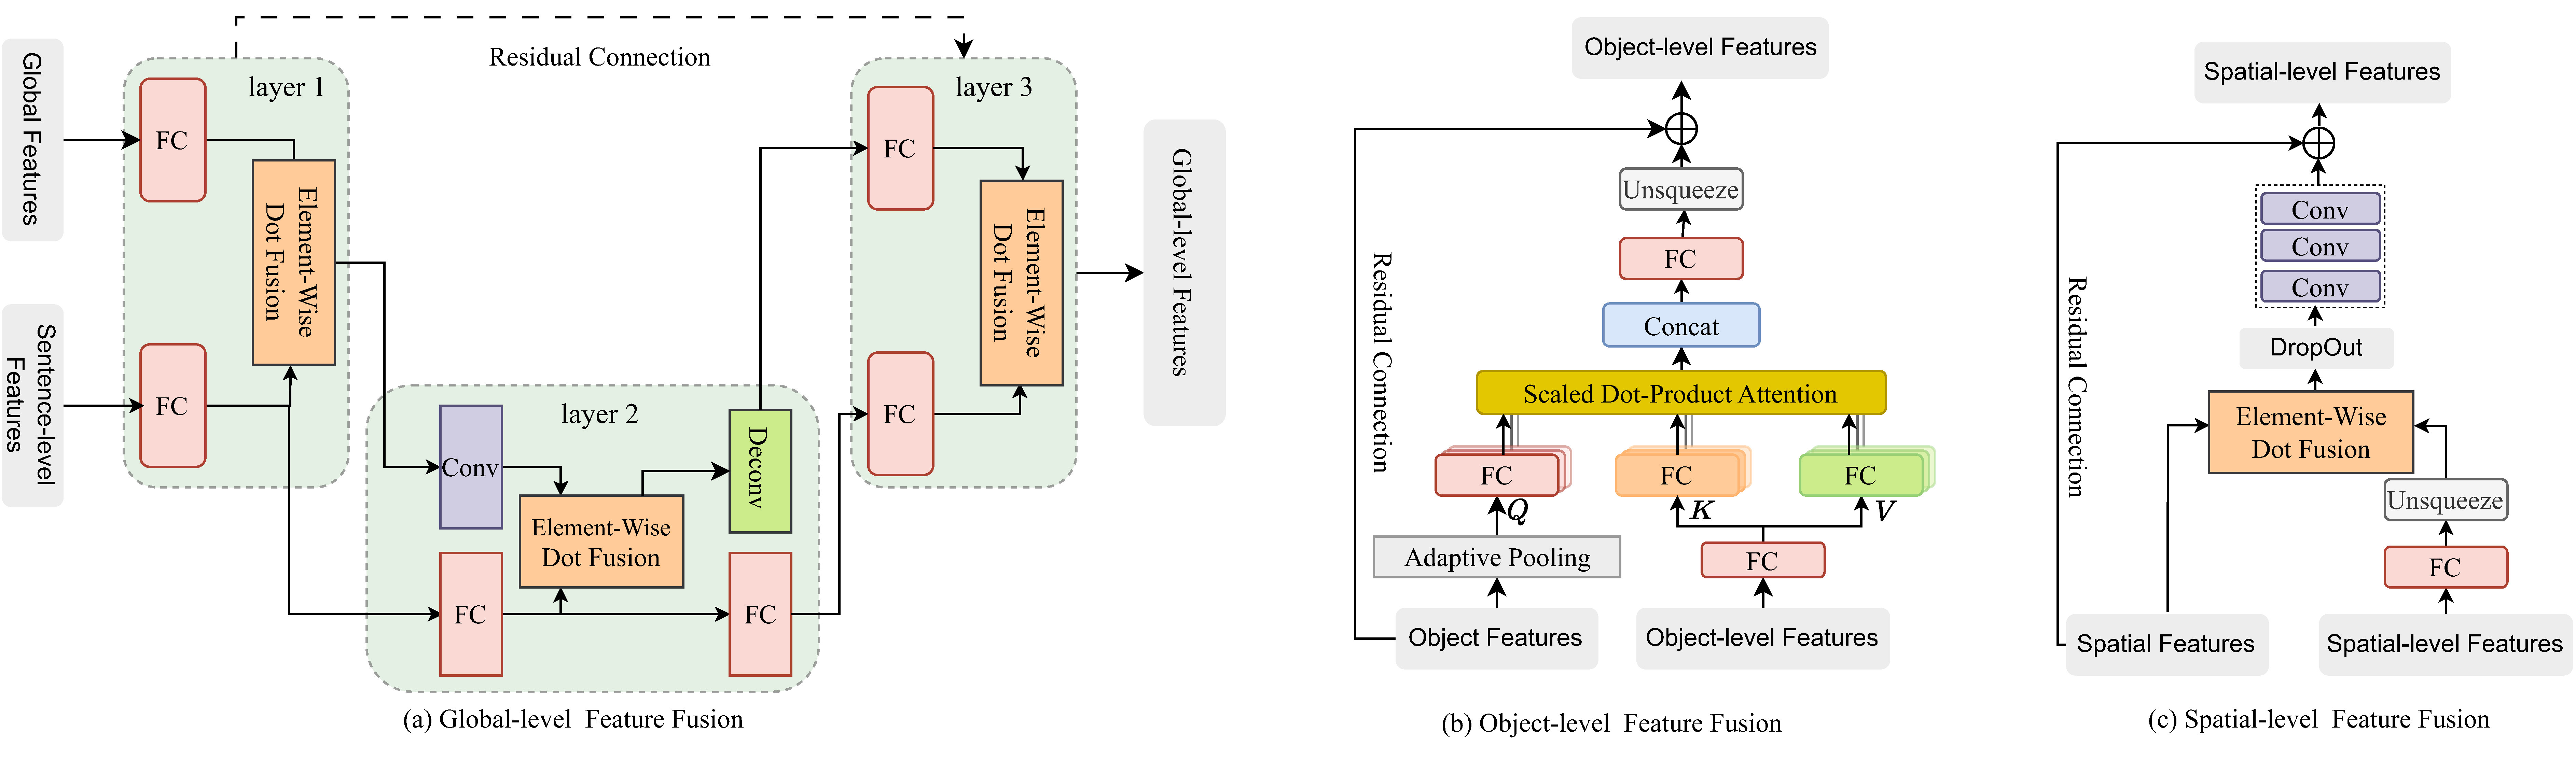 Global Features
Sentence-level
Features
Residual Connection
layer 1
FC
FC
Element-Wise
Dot Fusion
layer 2
Conv
Element-Wise
Dot Fusion
Deconv
FC
FC
layer 3
FC
FC
Element-Wise
Dot Fusion
Global-level Features
(a) Global-level Feature Fusion
Object-level Features
Unsqueeze
FC
Concat
Scaled Dot-Product Attention
FC
FC
FC
Q
K
V
Adaptive Pooling
FC
Object Features
Object-level Features
Residual Connection
(b) Object-level Feature Fusion
Spatial-level Features
Conv
Conv
Conv
DropOut
Element-Wise
Dot Fusion
Unsqueeze
FC
Spatial Features
Spatial-level Features
Residual Connection
(c) Spatial-level Feature Fusion